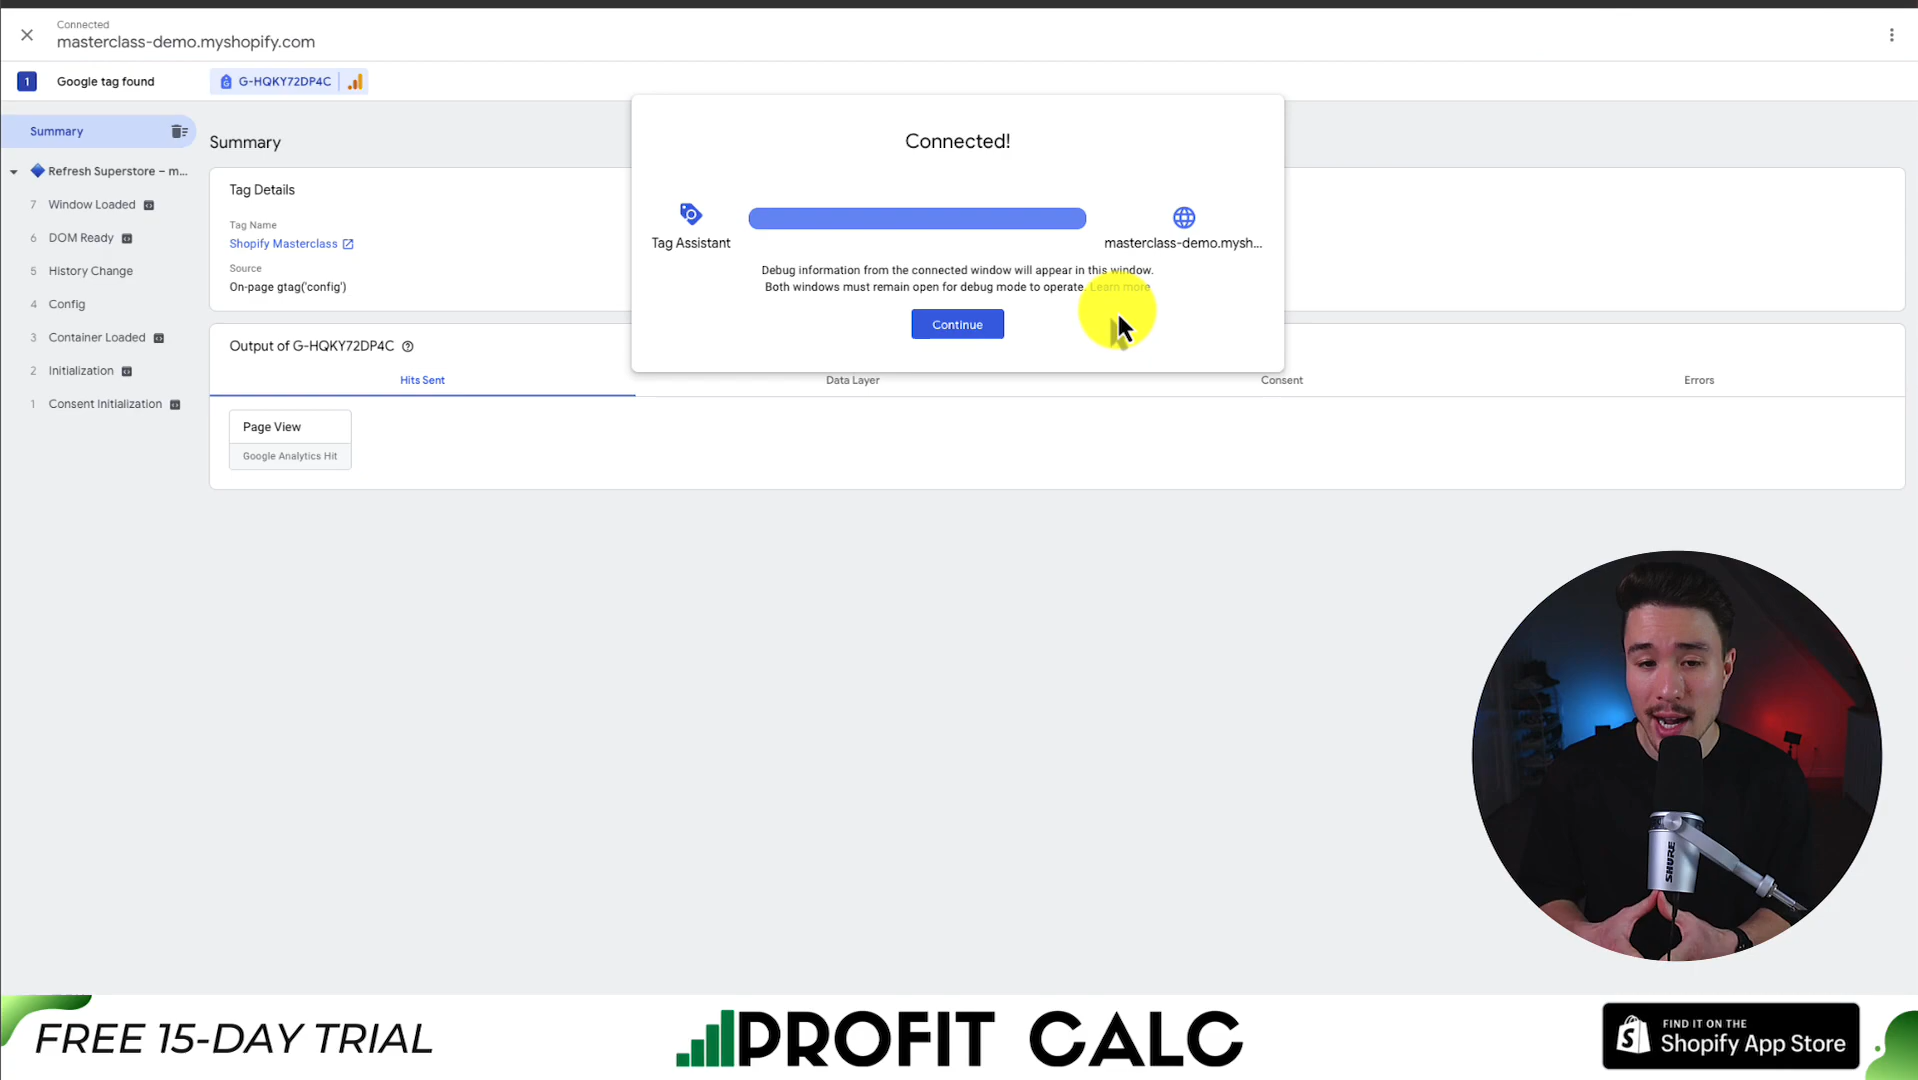 Connected
masterclass-demo.myshopify.com
1 Google tag found G-HQKY72DP4C
Summary
Refresh Superstore – m...
7 Window Loaded
6 DOM Ready
5 History Change
4 Config
3 Container Loaded
2 Initialization
1 Consent Initialization
Summary
Tag Details
Tag Name
Shopify Masterclass
Source
On-page gtag('config')
Output of G-HQKY72DP4C
Hits Sent Data Layer Consent Errors
Page View
Google Analytics Hit
Connected!
Tag Assistant masterclass-demo.mysh...
Debug information from the connected window will appear in this window.
Both windows must remain open for debug mode to operate. Learn more
Continue
SHURE
FREE 15-DAY TRIAL
PROFIT CALC
FIND IT ON THE
Shopify App Store